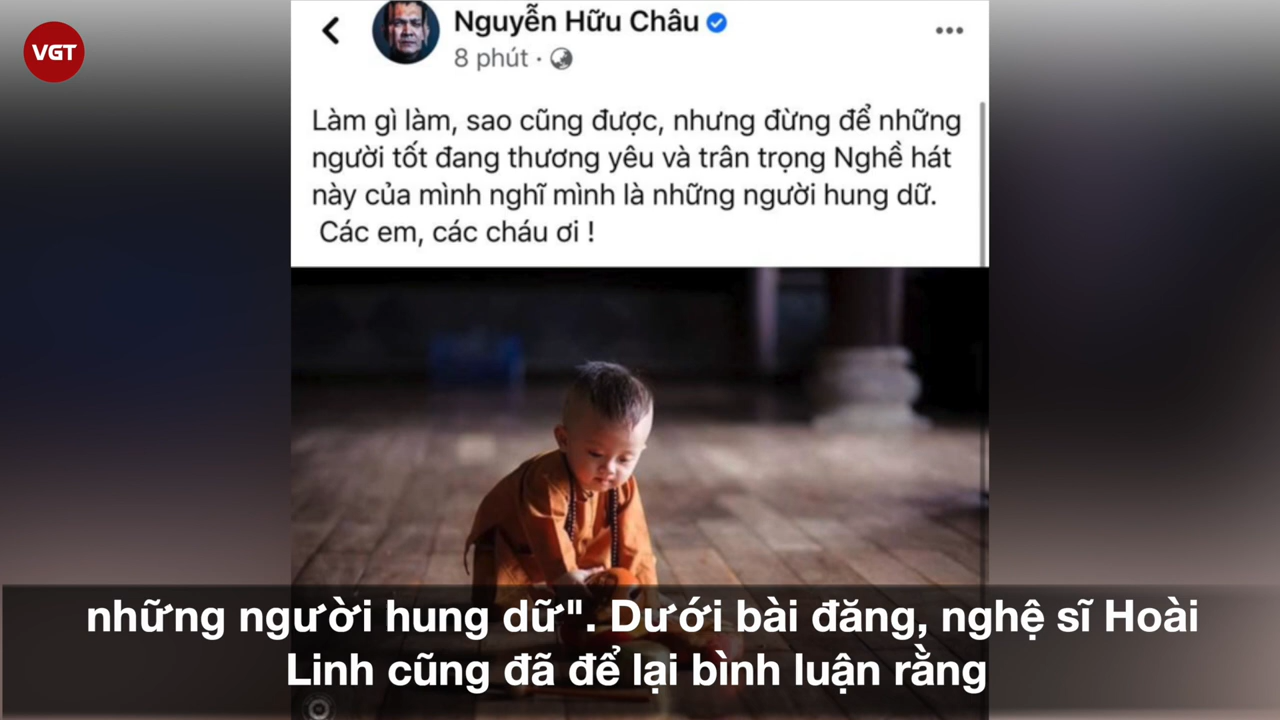 VGT
Nguyễn Hữu Châu
8 phút ·
Làm gì làm, sao cũng được, nhưng đừng để những
người tốt đang thương yêu và trân trọng Nghề hát
này của mình nghĩ mình là những người hung dữ.
Các em, các cháu ơi !
những người hung dữ". Dưới bài đăng, nghệ sĩ Hoài
Linh cũng đã để lại bình luận rằng